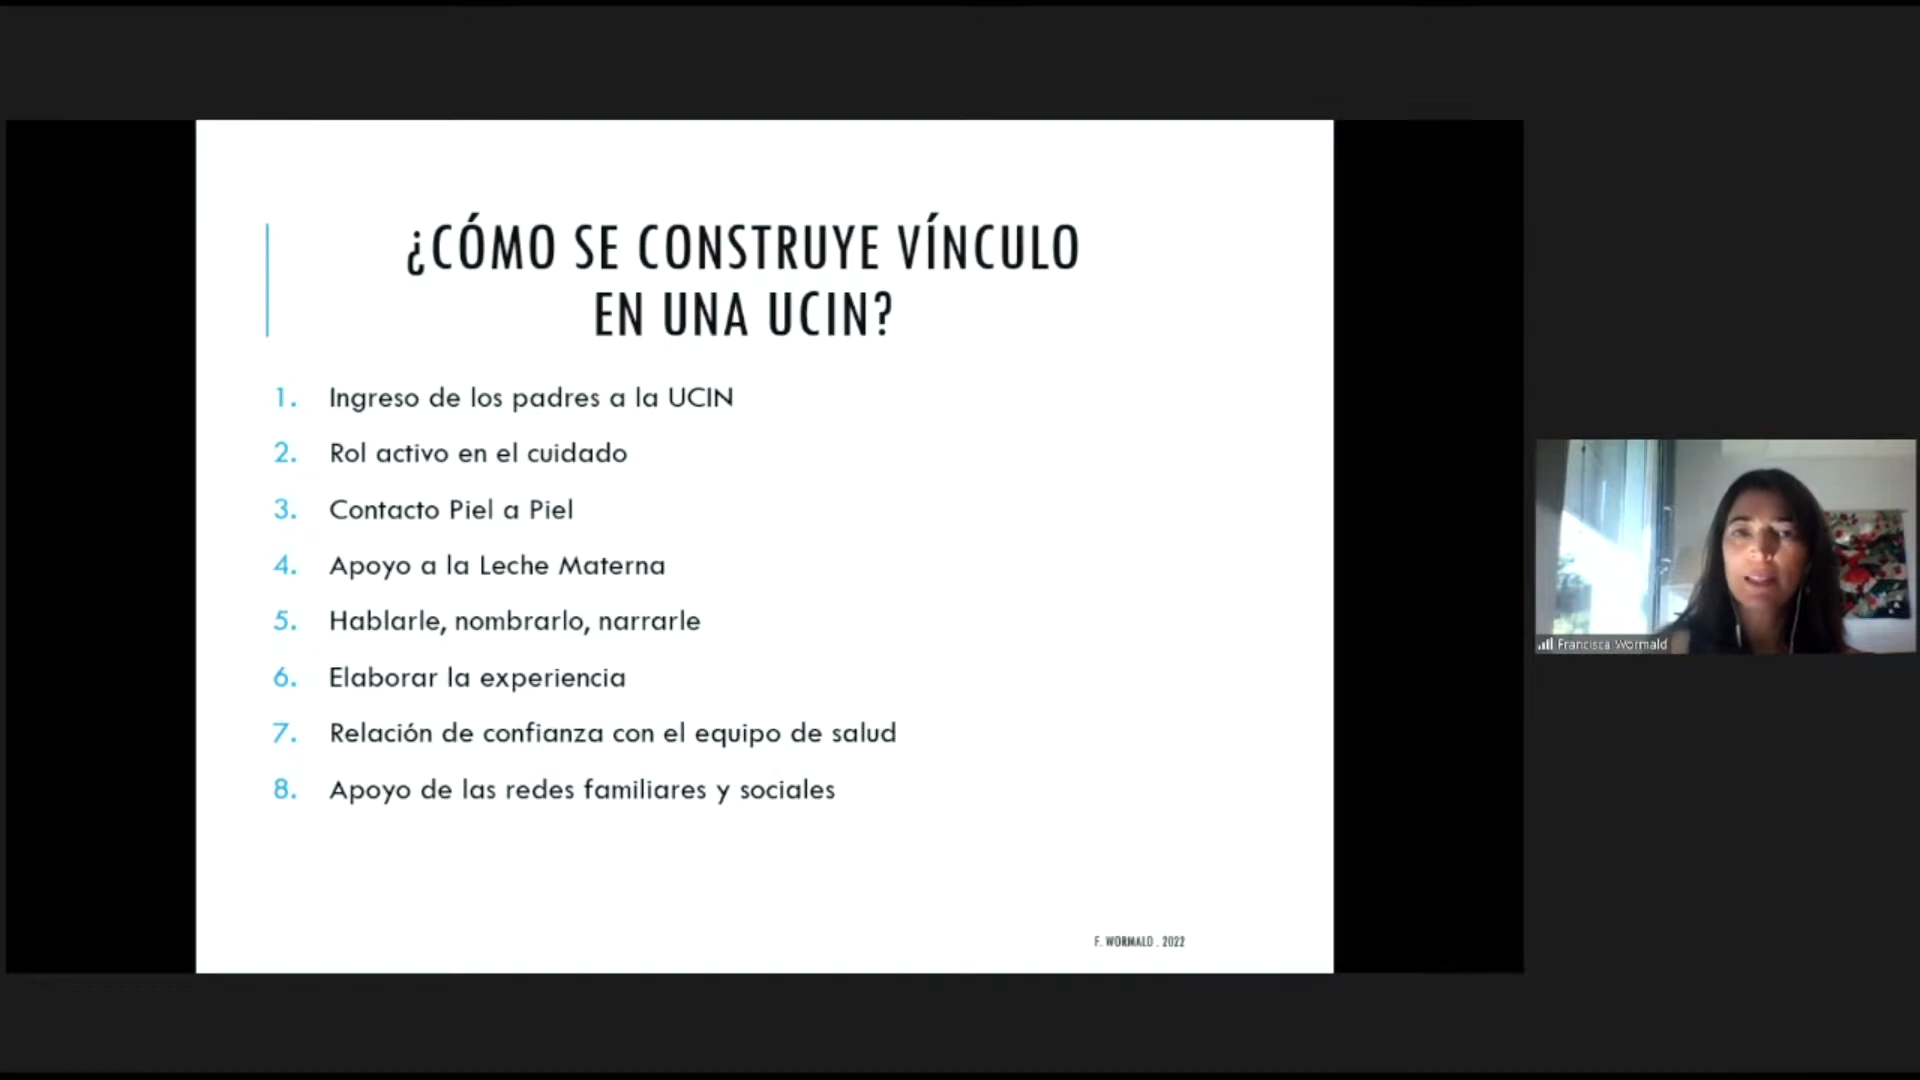 ¿CÓMO SE CONSTRUYE VÍNCULO
EN UNA UCIN?
1. Ingreso de los padres a la UCIN
2. Rol activo en el cuidado
3. Contacto Piel a Piel
4. Apoyo a la Leche Materna
5. Hablarle, nombrarlo, narrarle
6. Elaborar la experiencia
7. Relación de confianza con el equipo de salud
8. Apoyo de las redes familiares y sociales
F. WORMALD . 2022
Francisca Wormald